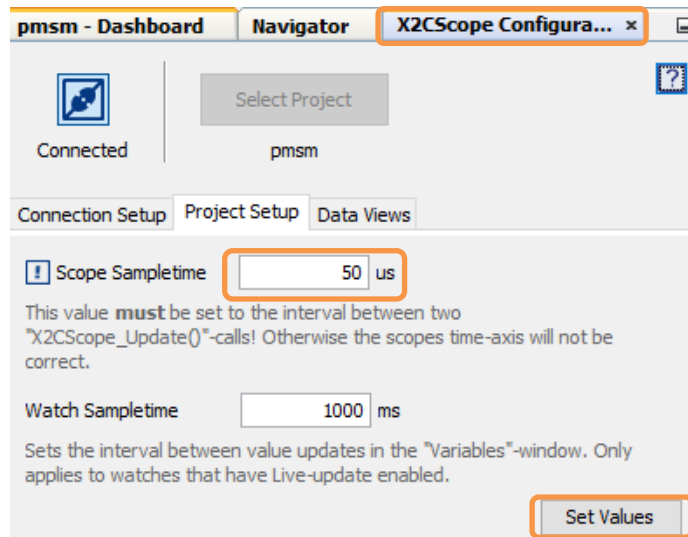 pmsm - Dashboard Navigator X2CScope Configura... ×
Select Project
Connected pmsm
Connection Setup Project Setup Data Views
! Scope Sampletime 50 us
This value must be set to the interval between two
"X2CScope_Update()"-calls! Otherwise the scopes time-axis will not be
correct.
Watch Sampletime 1000 ms
Sets the interval between value updates in the "Variables"-window. Only
applies to watches that have Live-update enabled.
Set Values